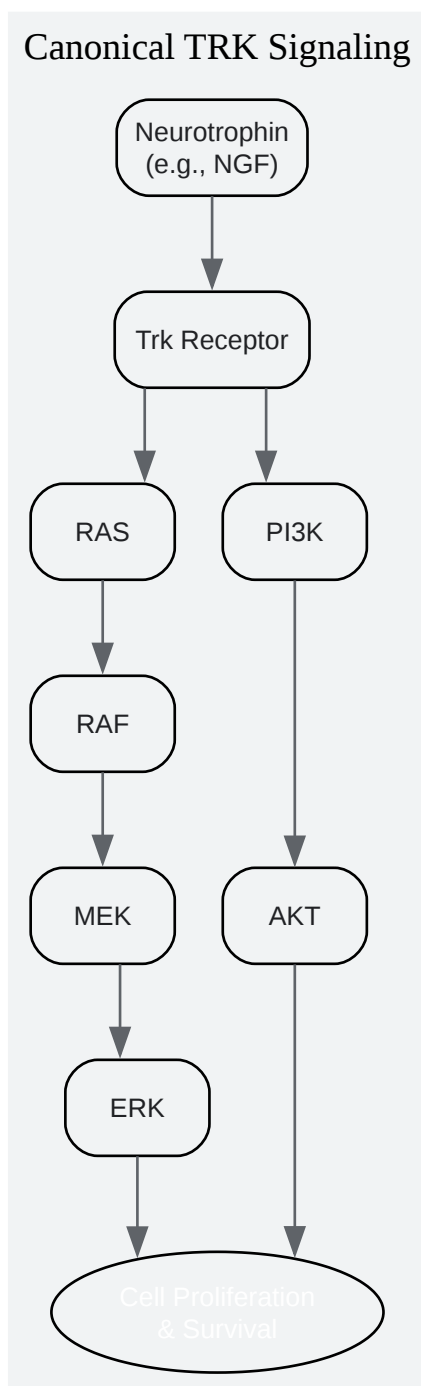 Canonical TRK Signaling
Neurotrophin
(e.g., NGF)
Trk Receptor
RAS
PI3K
RAF
MEK
AKT
ERK
Cell Proliferation
& Survival